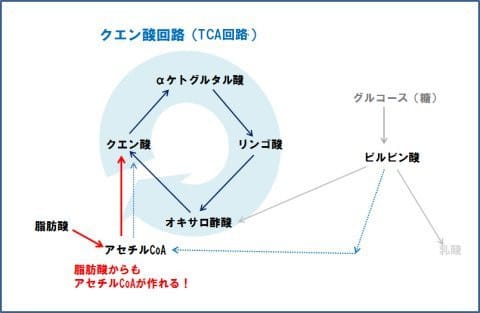 クエン酸回路（TCA回路）
αケトグルタル酸
グルコース（糖）
クエン酸
リンゴ酸
ピルビン酸
オキサロ酢酸
脂肪酸
アセチルCoA
乳酸
脂肪酸からも
アセチルCoAが作れる！